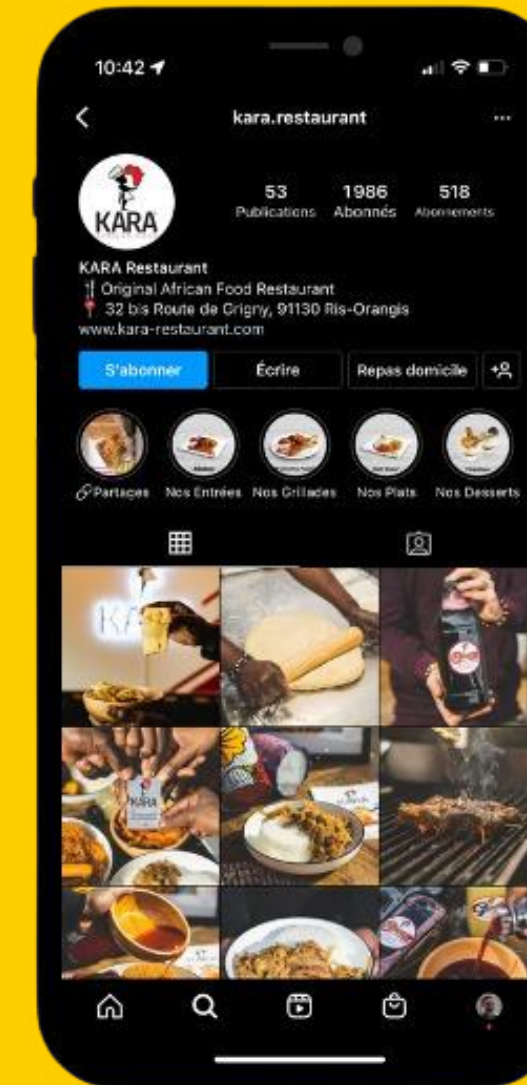 10:42
kara.restaurant
KARA
53 1986 518
Publications Abonnés Abonnements
KARA Restaurant
Original African Food Restaurant
32 bis Route de Grigny, 91130 Ris-Orangis
www.kara-restaurant.com
S'abonner Écrire Repas domicile
Partages Nos Entrées Nos Grillades Nos Plats Nos Desserts
KA
KARA